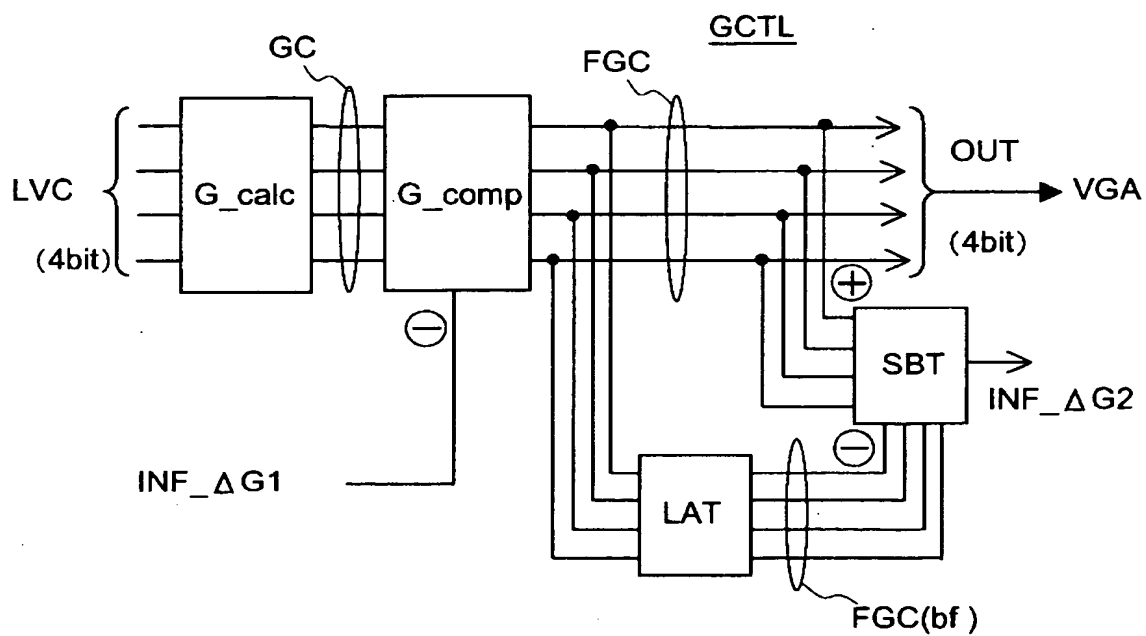 GCTL
GC
FGC
LVC
(4bit)
G_calc
G_comp
OUT
(4bit)
VGA
−
+
SBT
INF_ΔG2
INF_ΔG1
−
LAT
FGC(bf)